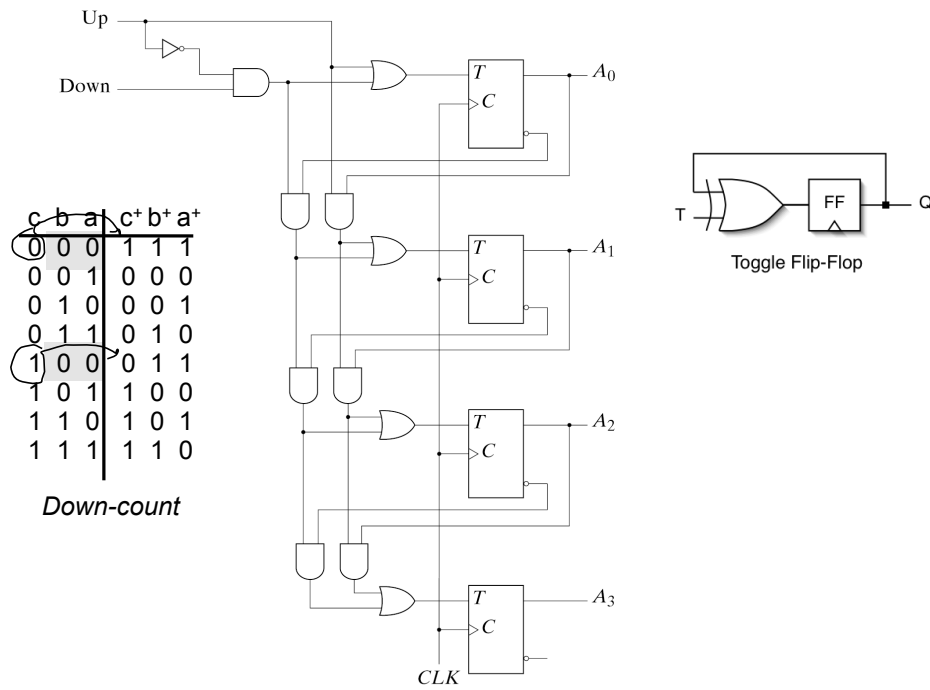 Up
Down
T
C
A0
T
C
A1
T
C
A2
T
C
A3
CLK
c b a c+ b+ a+
0 0 0 1 1 1
0 0 1 0 0 0
0 1 0 0 0 1
0 1 1 0 1 0
1 0 0 0 1 1
1 0 1 1 0 0
1 1 0 1 0 1
1 1 1 1 1 0
Down-count
T
FF
Q
Toggle Flip-Flop